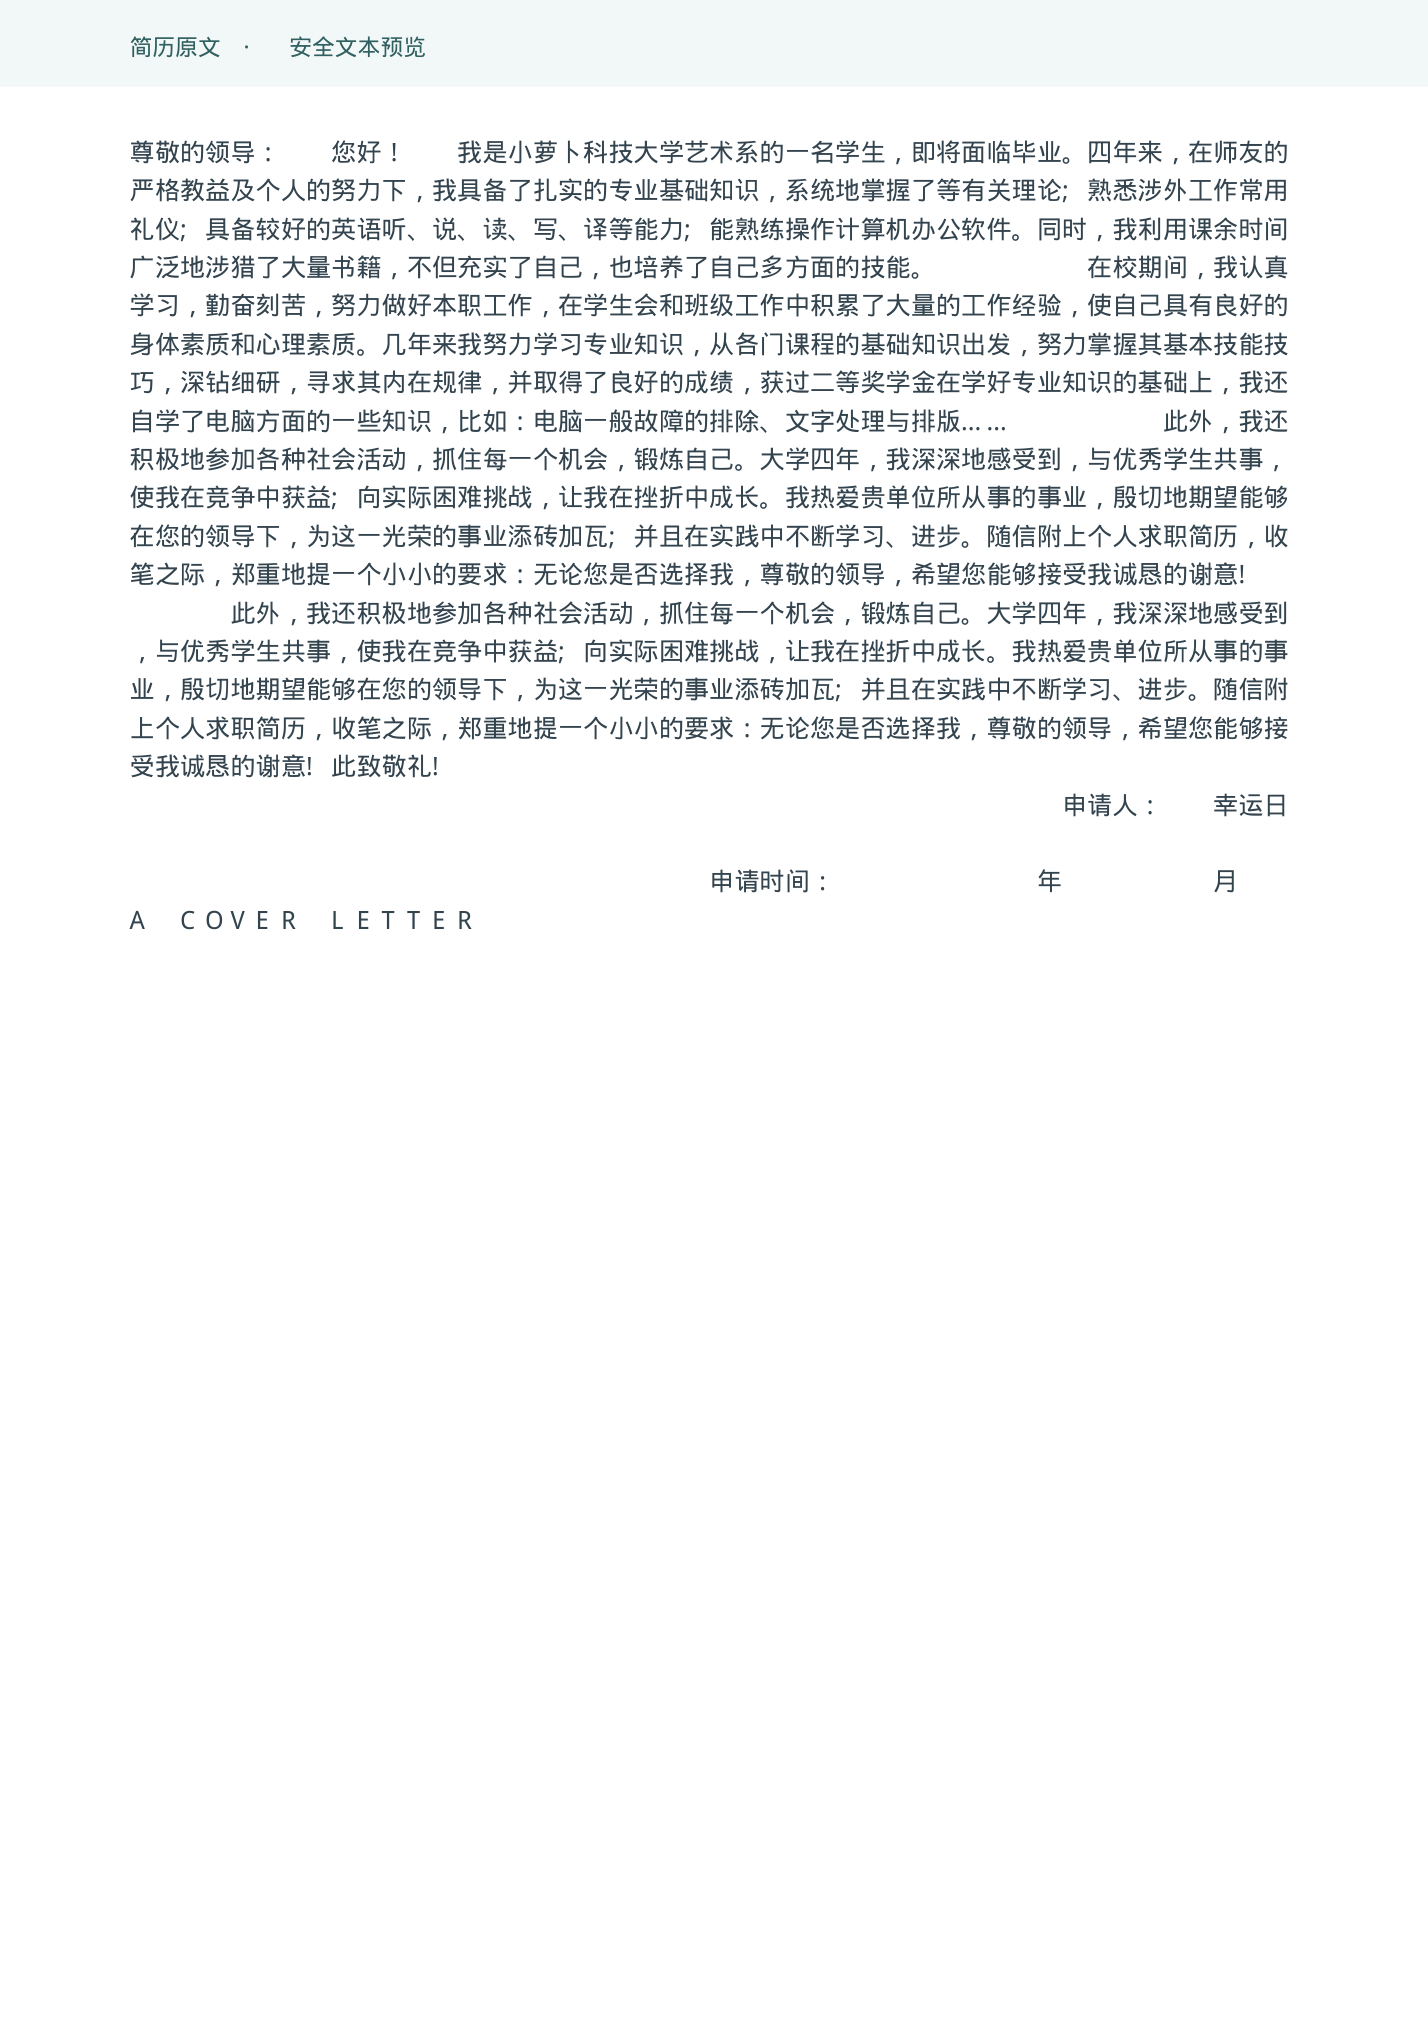 简历原文 · 安全文本预览
尊敬的领导： 您好！ 我是小萝卜科技大学艺术系的一名学生，即将面临毕业。四年来，在师友的
严格教益及个人的努力下，我具备了扎实的专业基础知识，系统地掌握了等有关理论; 熟悉涉外工作常用
礼仪; 具备较好的英语听、说、读、写、译等能力; 能熟练操作计算机办公软件。同时，我利用课余时间
广泛地涉猎了大量书籍，不但充实了自己，也培养了自己多方面的技能。 在校期间，我认真
学习，勤奋刻苦，努力做好本职工作，在学生会和班级工作中积累了大量的工作经验，使自己具有良好的
身体素质和心理素质。几年来我努力学习专业知识，从各门课程的基础知识出发，努力掌握其基本技能技
巧，深钻细研，寻求其内在规律，并取得了良好的成绩，获过二等奖学金在学好专业知识的基础上，我还
自学了电脑方面的一些知识，比如：电脑一般故障的排除、文字处理与排版…… 此外，我还
积极地参加各种社会活动，抓住每一个机会，锻炼自己。大学四年，我深深地感受到，与优秀学生共事，
使我在竞争中获益; 向实际困难挑战，让我在挫折中成长。我热爱贵单位所从事的事业，殷切地期望能够
在您的领导下，为这一光荣的事业添砖加瓦; 并且在实践中不断学习、进步。随信附上个人求职简历，收
笔之际，郑重地提一个小小的要求：无论您是否选择我，尊敬的领导，希望您能够接受我诚恳的谢意!
此外，我还积极地参加各种社会活动，抓住每一个机会，锻炼自己。大学四年，我深深地感受到
，与优秀学生共事，使我在竞争中获益; 向实际困难挑战，让我在挫折中成长。我热爱贵单位所从事的事
业，殷切地期望能够在您的领导下，为这一光荣的事业添砖加瓦; 并且在实践中不断学习、进步。随信附
上个人求职简历，收笔之际，郑重地提一个小小的要求：无论您是否选择我，尊敬的领导，希望您能够接
受我诚恳的谢意! 此致敬礼!
申请人： 幸运日
申请时间： 年 月
A COVER LETTER